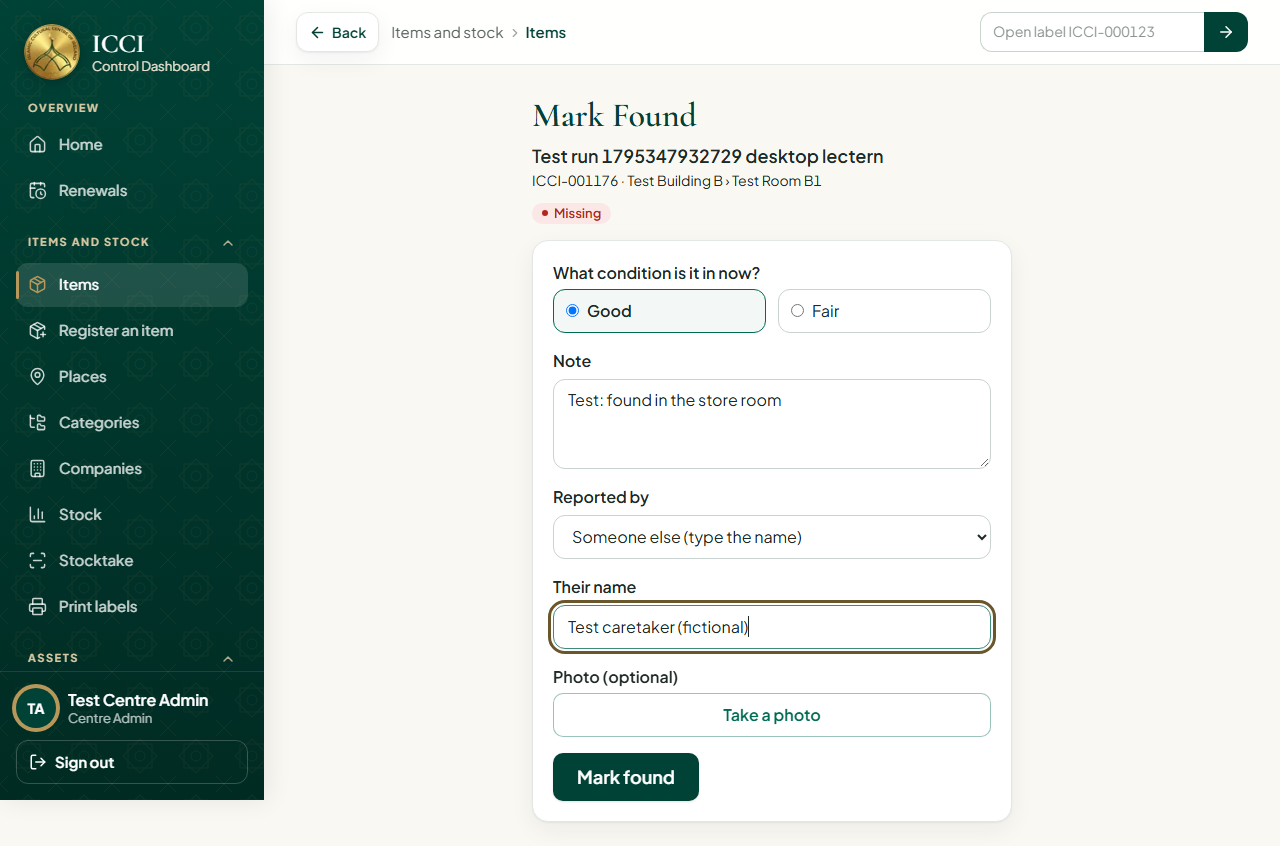 ICCI
Control Dashboard
OVERVIEW
Home
Renewals
ITEMS AND STOCK
Items
Register an item
Places
Categories
Companies
Stock
Stocktake
Print labels
ASSETS
TA
Test Centre Admin
Centre Admin
Sign out
Back
Items and stock › Items
Open label ICCI-000123
Mark Found
Test run 1795347932729 desktop lectern
ICCI-001176 · Test Building B › Test Room B1
Missing
What condition is it in now?
Good
Fair
Note
Test: found in the store room
Reported by
Someone else (type the name)
Their name
Test caretaker (fictional)
Photo (optional)
Take a photo
Mark found